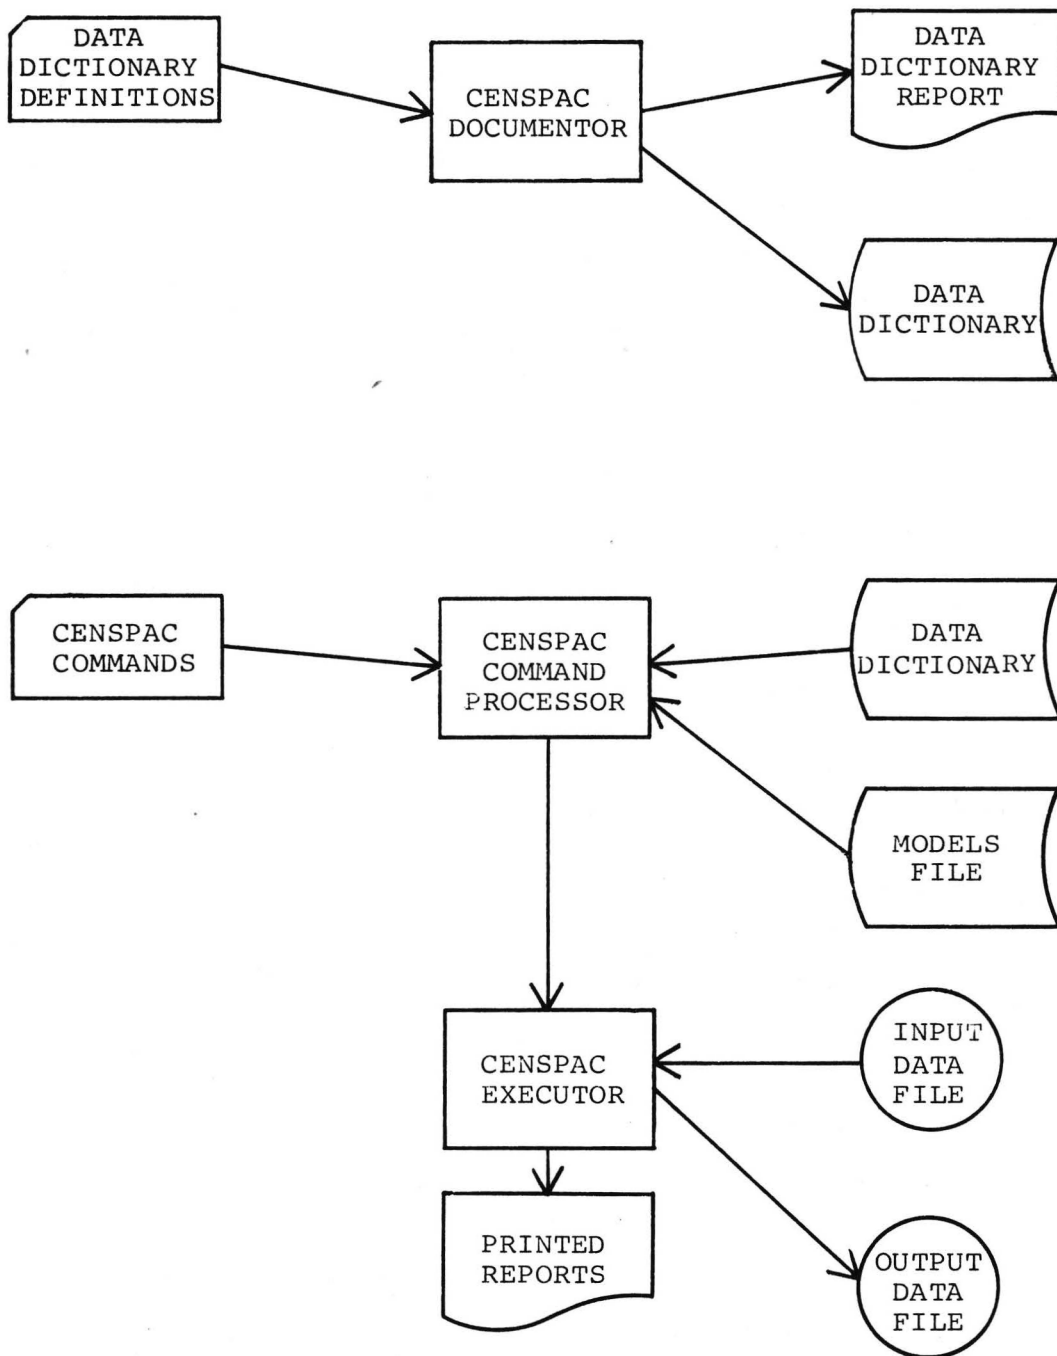 DATA
DICTIONARY
DEFINITIONS
CENSPAC
DOCUMENTOR
DATA
DICTIONARY
REPORT
DATA
DICTIONARY
CENSPAC
COMMANDS
CENSPAC
COMMAND
PROCESSOR
DATA
DICTIONARY
MODELS
FILE
CENSPAC
EXECUTOR
INPUT
DATA
FILE
PRINTED
REPORTS
OUTPUT
DATA
FILE